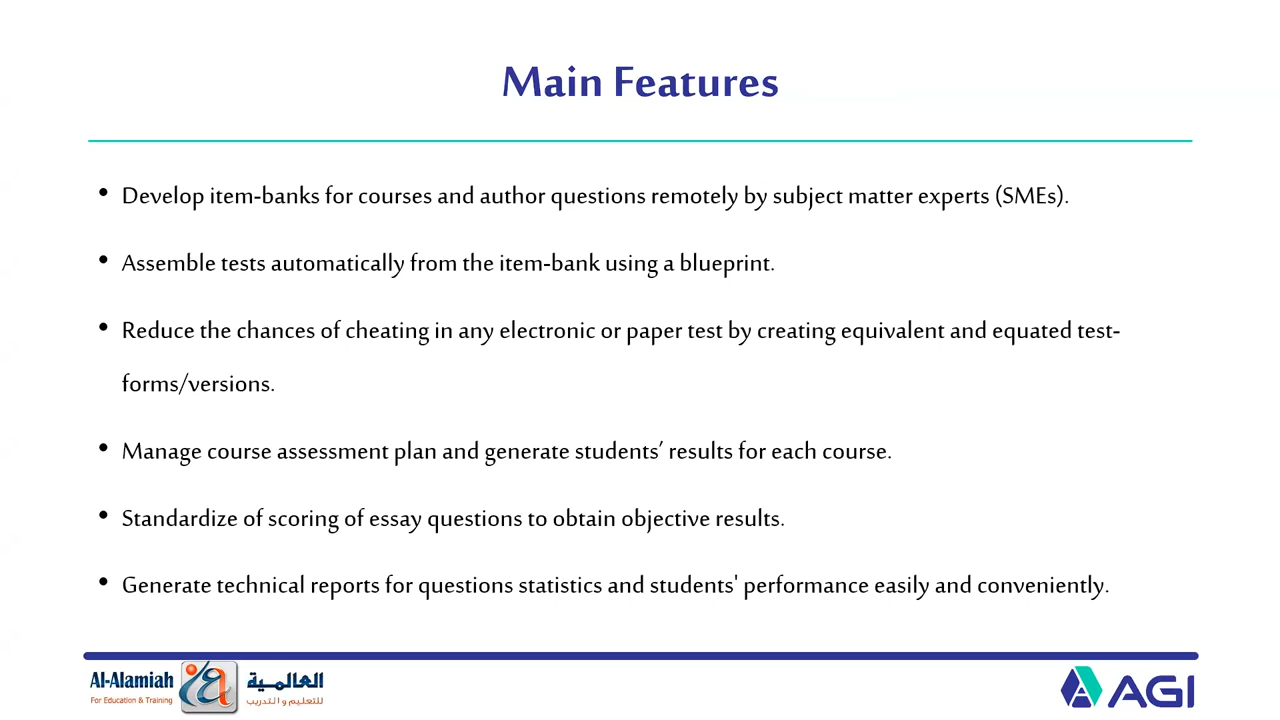 Main Features
• Develop item-banks for courses and author questions remotely by subject matter experts (SMEs).
• Assemble tests automatically from the item-bank using a blueprint.
• Reduce the chances of cheating in any electronic or paper test by creating equivalent and equated test-
forms/versions.
• Manage course assessment plan and generate students’ results for each course.
• Standardize of scoring of essay questions to obtain objective results.
• Generate technical reports for questions statistics and students' performance easily and conveniently.
Al-Alamiah
For Education & Training
العالمية
للتعليم و التدريب
AGI